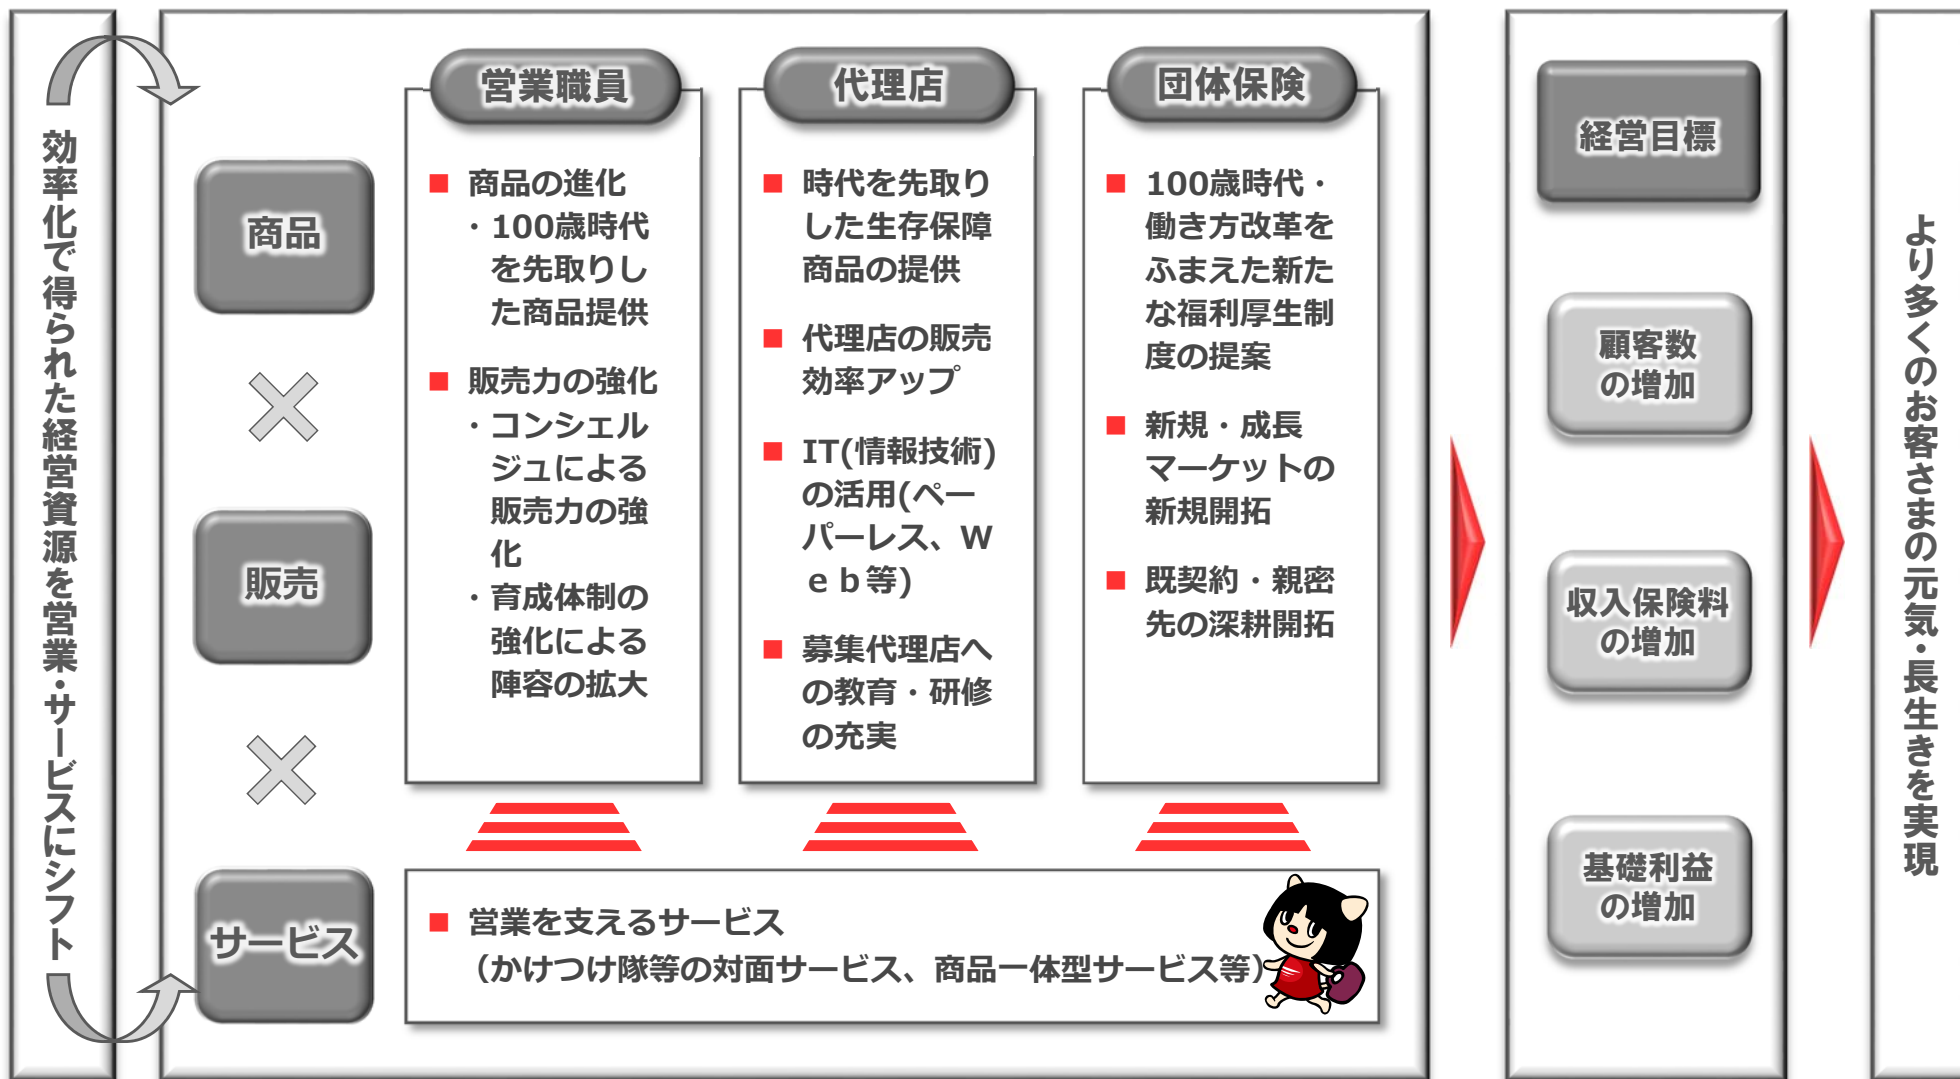 効率化で得られた経営資源を営業・サービスにシフト
商品
販売
サービス
営業職員
■ 商品の進化
・100歳時代
を先取りし
た商品提供
■ 販売力の強化
・コンシェル
ジュによる
販売力の強
化
・育成体制の
強化による
陣容の拡大
代理店
■ 時代を先取り
した生存保障
商品の提供
■ 代理店の販売
効率アップ
■ IT(情報技術)
の活用(ペー
パーレス、W
ｅｂ等)
■ 募集代理店へ
の教育・研修
の充実
団体保険
■ 100歳時代・
働き方改革を
ふまえた新た
な福利厚生制
度の提案
■ 新規・成長
マーケットの
新規開拓
■ 既契約・親密
先の深耕開拓
■ 営業を支えるサービス
（かけつけ隊等の対面サービス、商品一体型サービス等）
経営目標
顧客数
の増加
収入保険料
の増加
基礎利益
の増加
より多くのお客さまの元気・長生きを実現